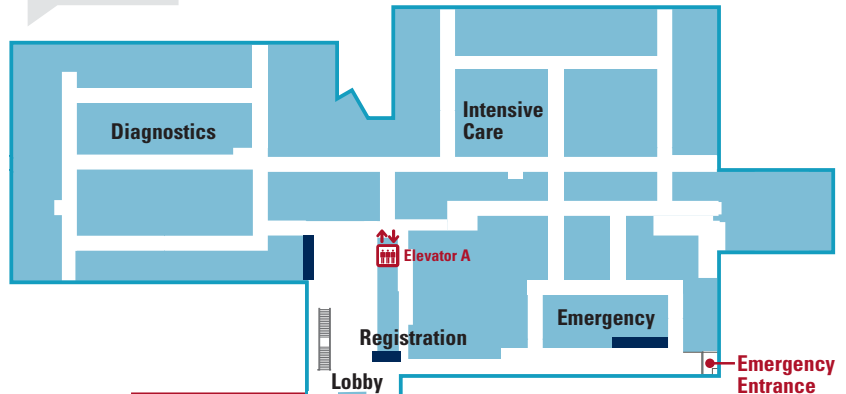 Intensive
Care
Diagnostics
Elevator A
Emergency
Registration
Emergency
Entrance
Lobby